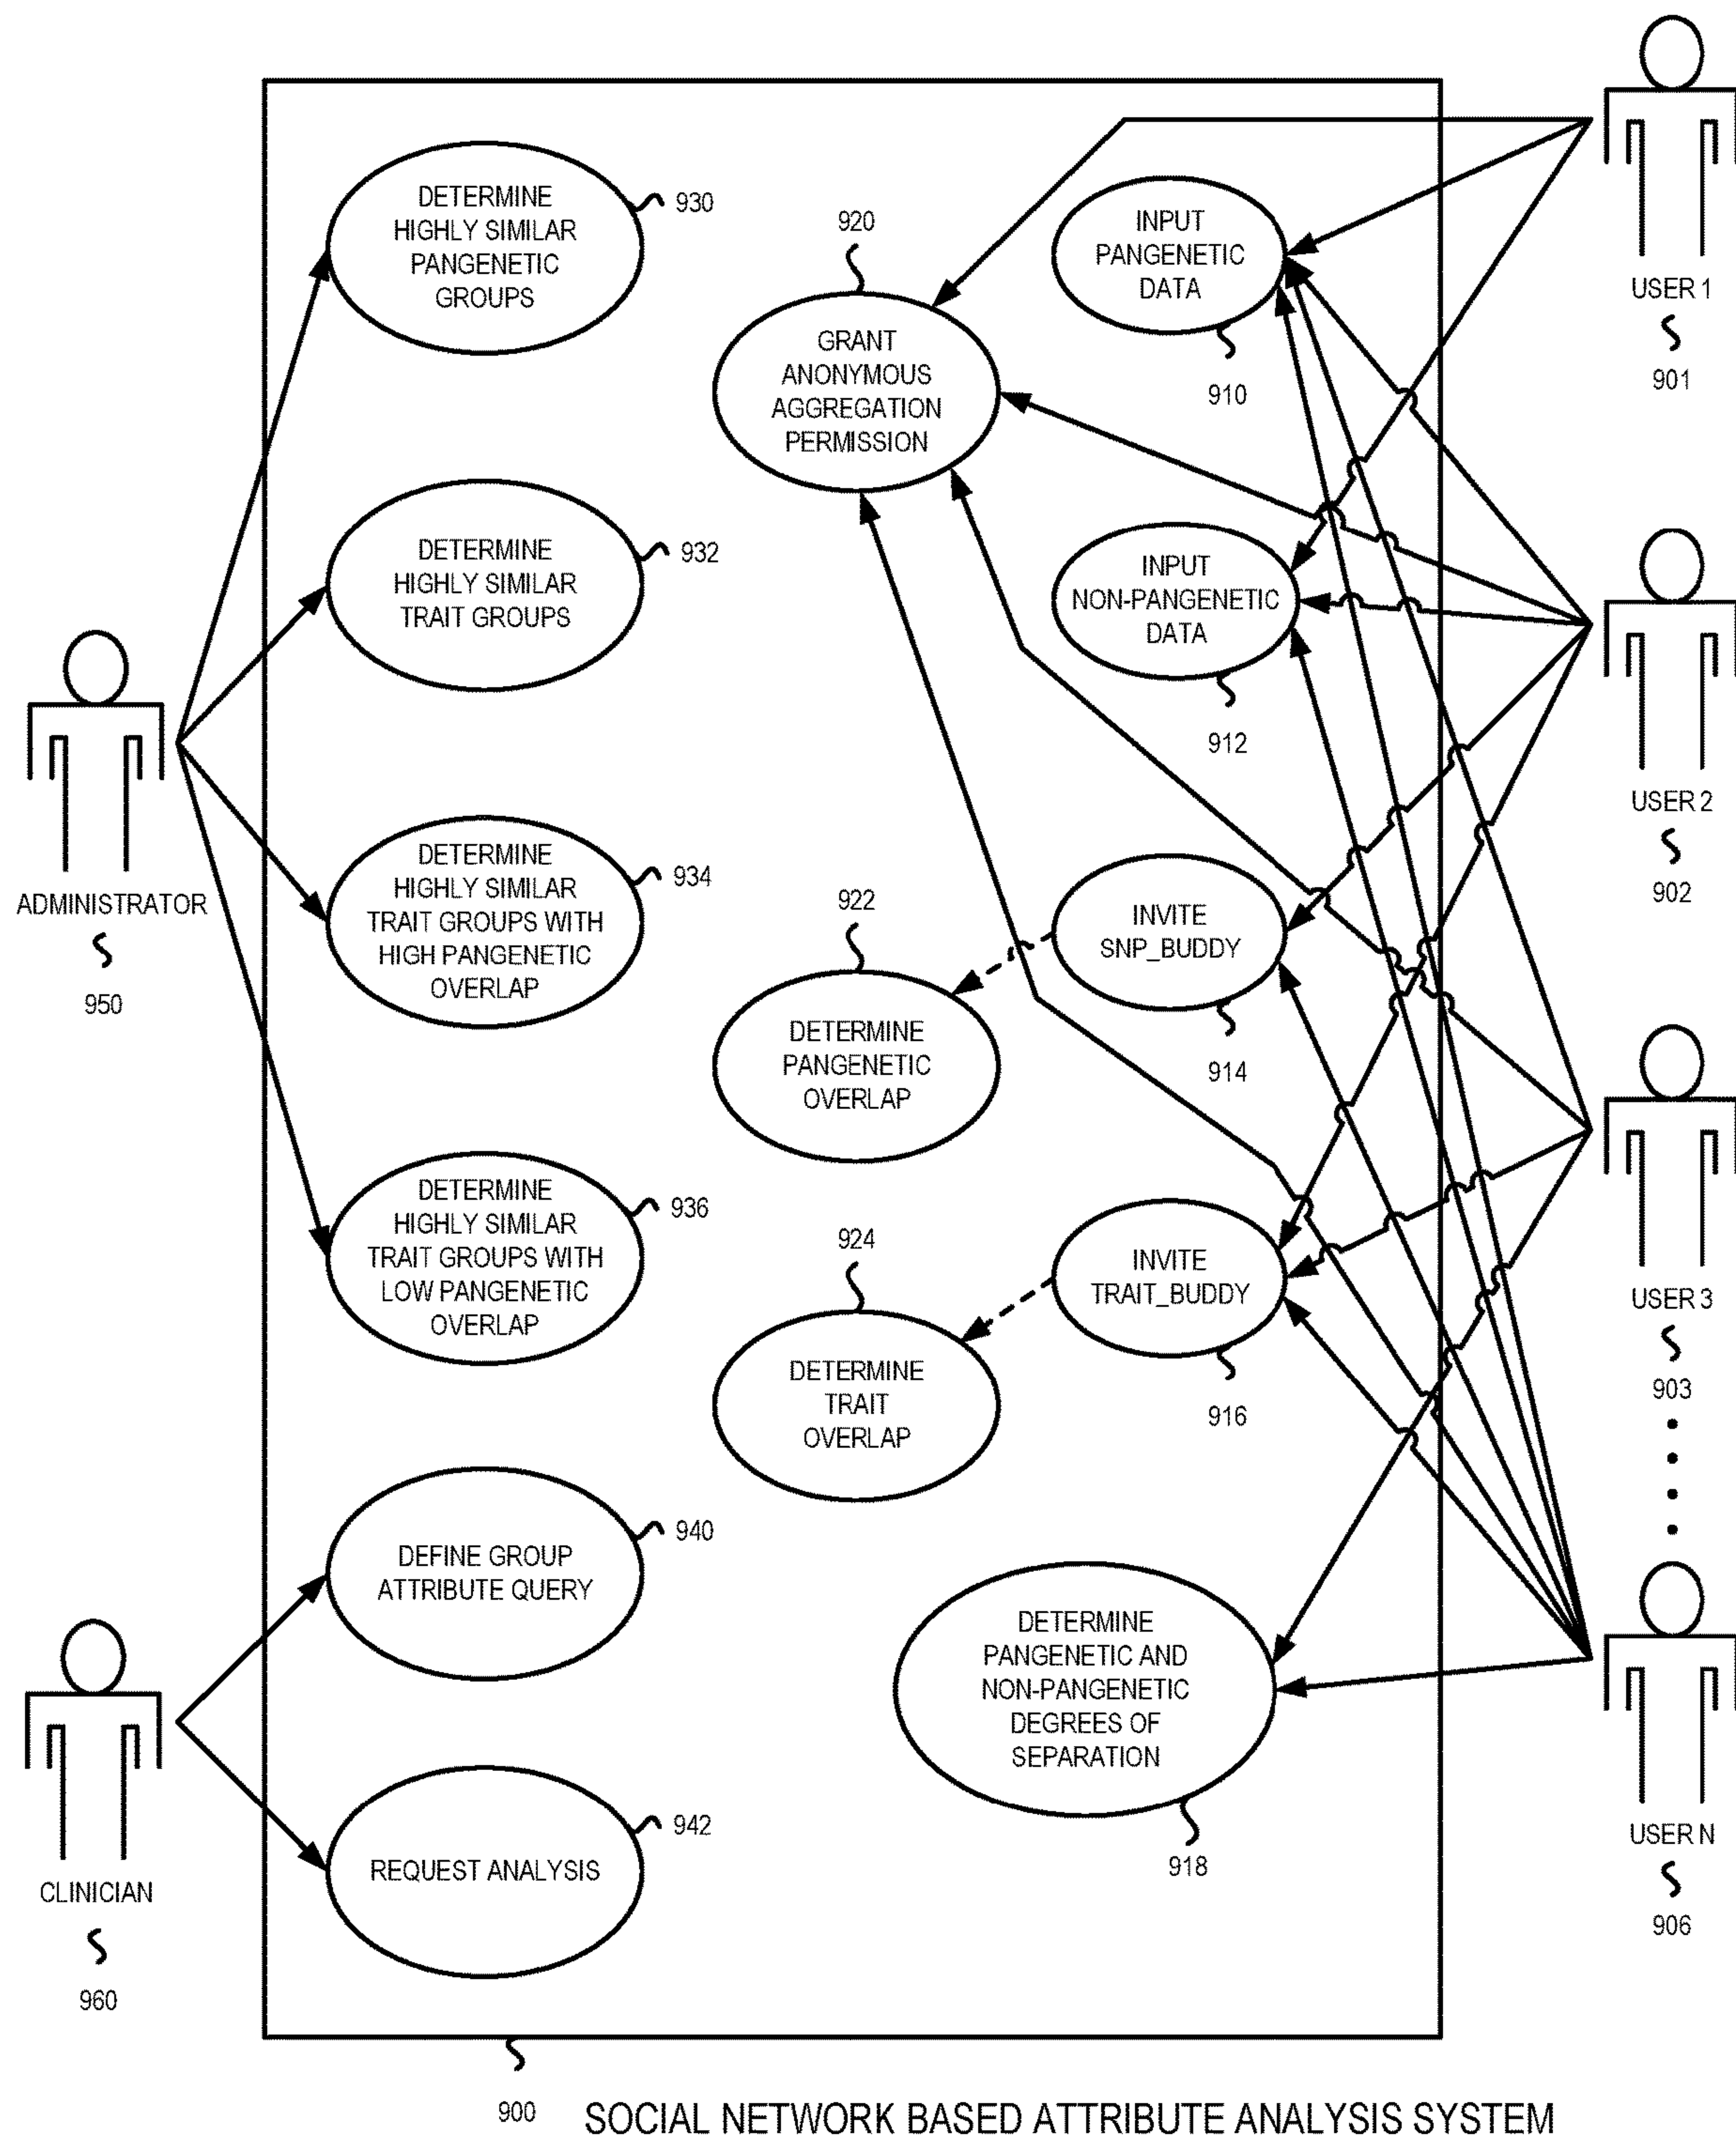 DETERMINE
HIGHLY SIMILAR
PANGENETIC
GROUPS
930
DETERMINE
HIGHLY SIMILAR
TRAIT GROUPS
932
DETERMINE
HIGHLY SIMILAR
TRAIT GROUPS WITH
HIGH PANGENETIC
OVERLAP
934
DETERMINE
HIGHLY SIMILAR
TRAIT GROUPS WITH
LOW PANGENETIC
OVERLAP
936
DEFINE GROUP
ATTRIBUTE QUERY
940
REQUEST ANALYSIS
942
ADMINISTRATOR
950
CLINICIAN
960
920
GRANT
ANONYMOUS
AGGREGATION
PERMISSION
922
DETERMINE
PANGENETIC
OVERLAP
924
DETERMINE
TRAIT
OVERLAP
INPUT
PANGENETIC
DATA
910
INPUT
NON-PANGENETIC
DATA
912
INVITE
SNP_BUDDY
914
INVITE
TRAIT_BUDDY
916
DETERMINE
PANGENETIC AND
NON-PANGENETIC
DEGREES OF
SEPARATION
918
USER 1
901
USER 2
902
USER 3
903
USER N
906
900
SOCIAL NETWORK BASED ATTRIBUTE ANALYSIS SYSTEM